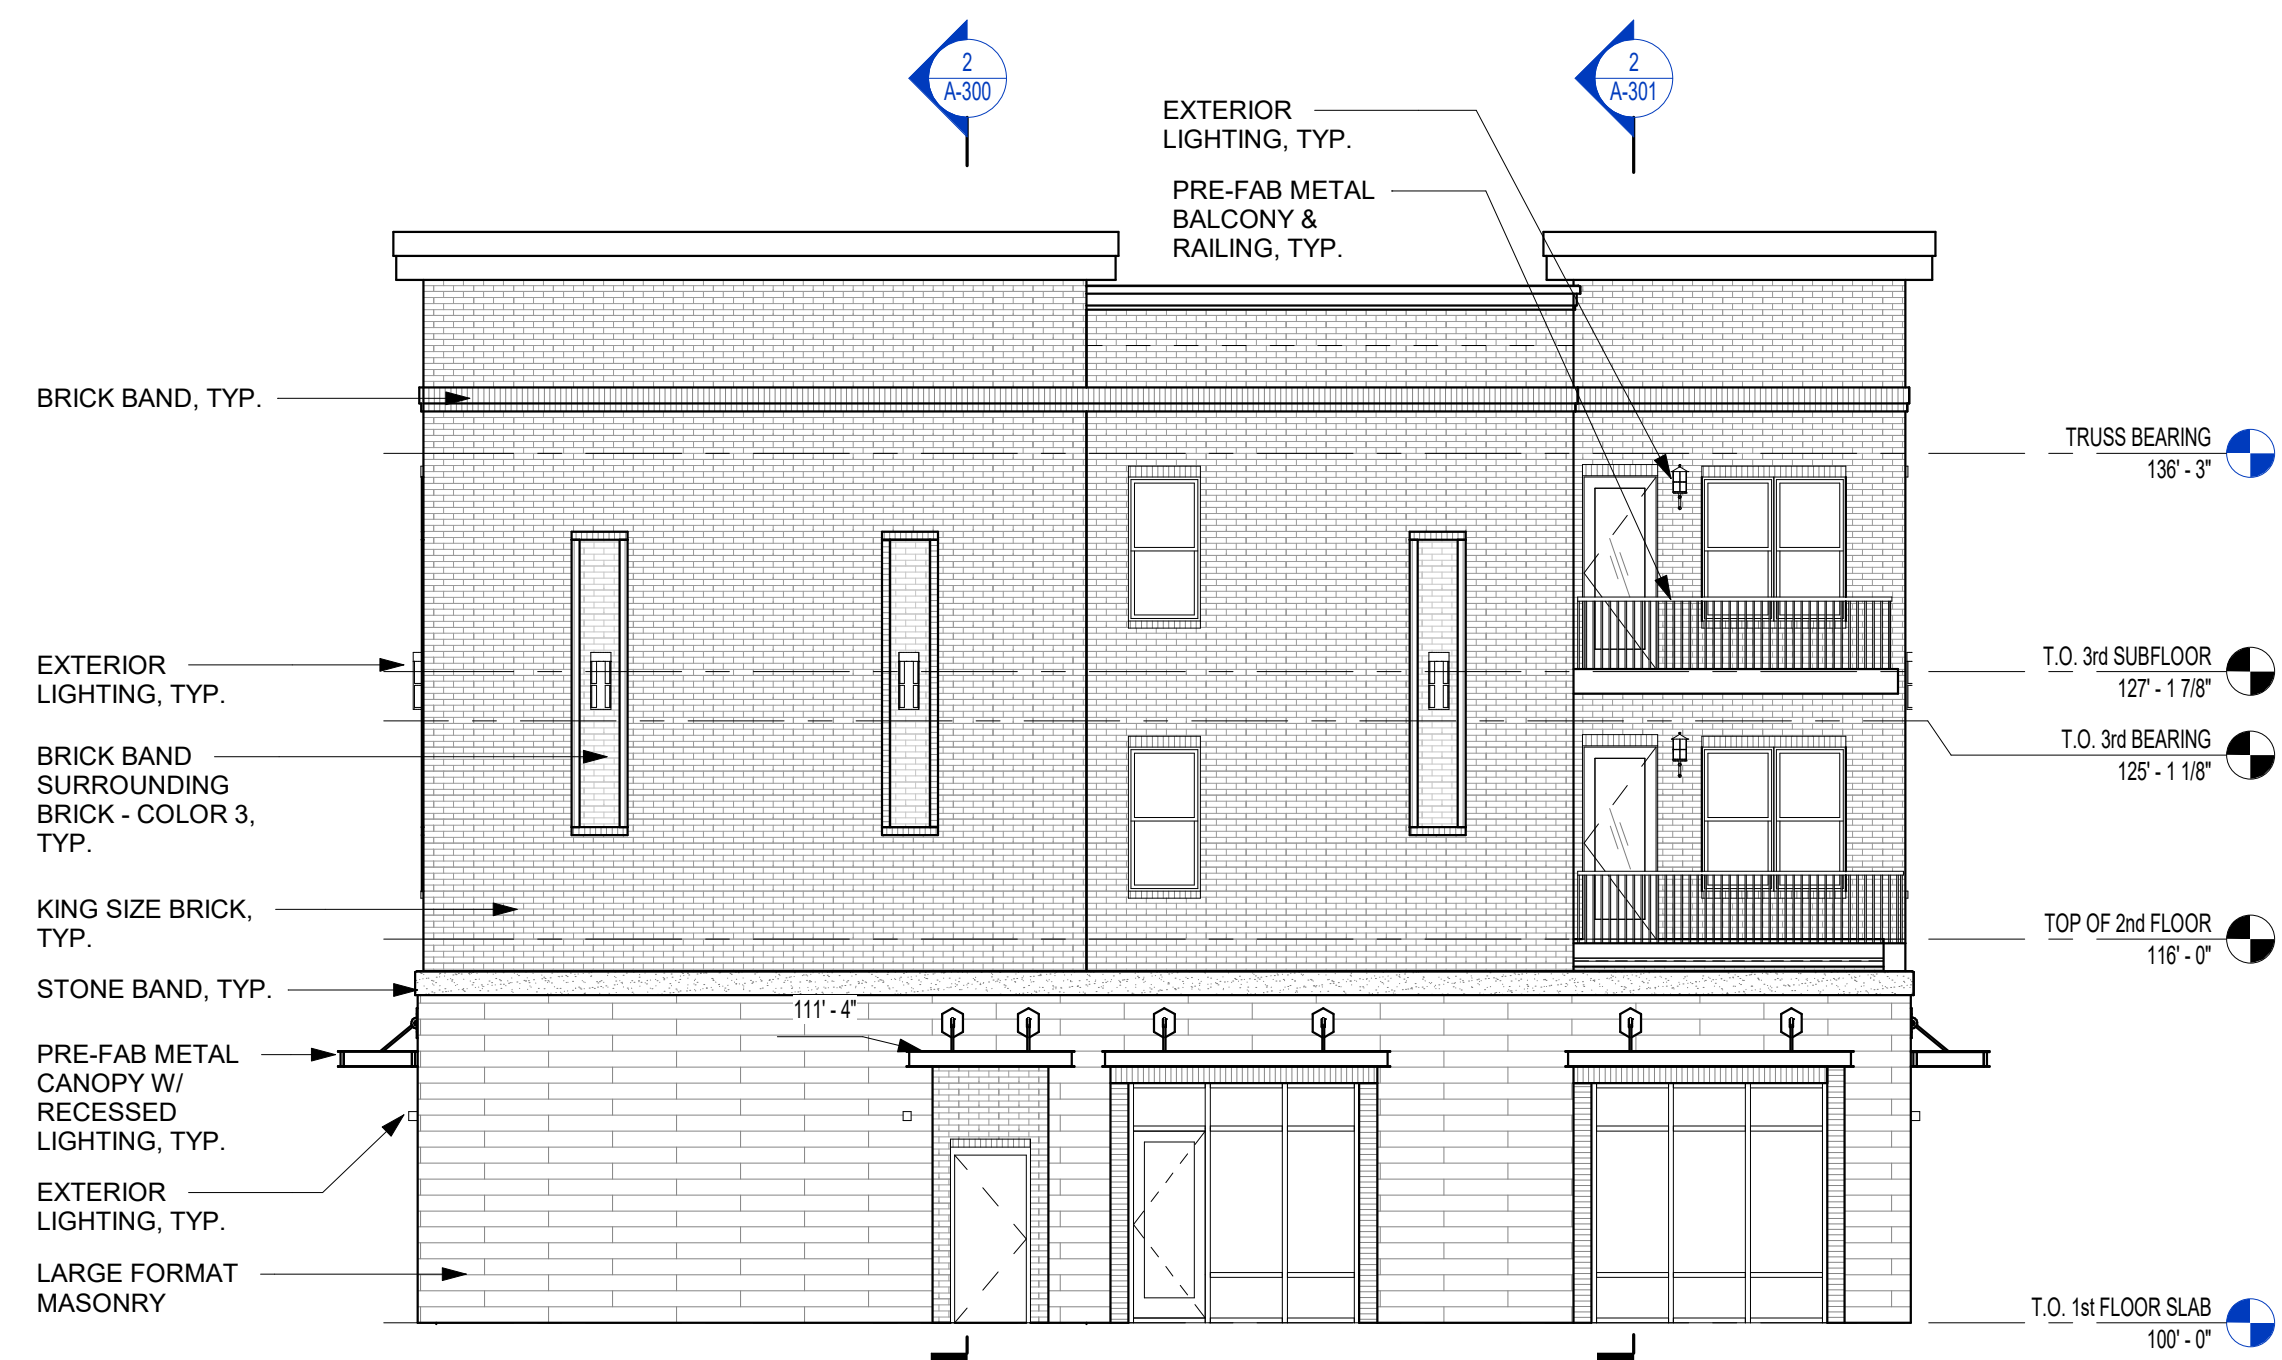 2
A-300
2
A-301
EXTERIOR
LIGHTING, TYP.
PRE-FAB METAL
BALCONY &
RAILING, TYP.
BRICK BAND, TYP.
EXTERIOR
LIGHTING, TYP.
BRICK BAND
SURROUNDING
BRICK - COLOR 3,
TYP.
KING SIZE BRICK,
TYP.
STONE BAND, TYP.
PRE-FAB METAL
CANOPY W/
RECESSED
LIGHTING, TYP.
EXTERIOR
LIGHTING, TYP.
LARGE FORMAT
MASONRY
111' - 4"
TRUSS BEARING
136' - 3"
T.O. 3rd SUBFLOOR
127' - 1 7/8"
T.O. 3rd BEARING
125' - 1 1/8"
TOP OF 2nd FLOOR
116' - 0"
T.O. 1st FLOOR SLAB
100' - 0"